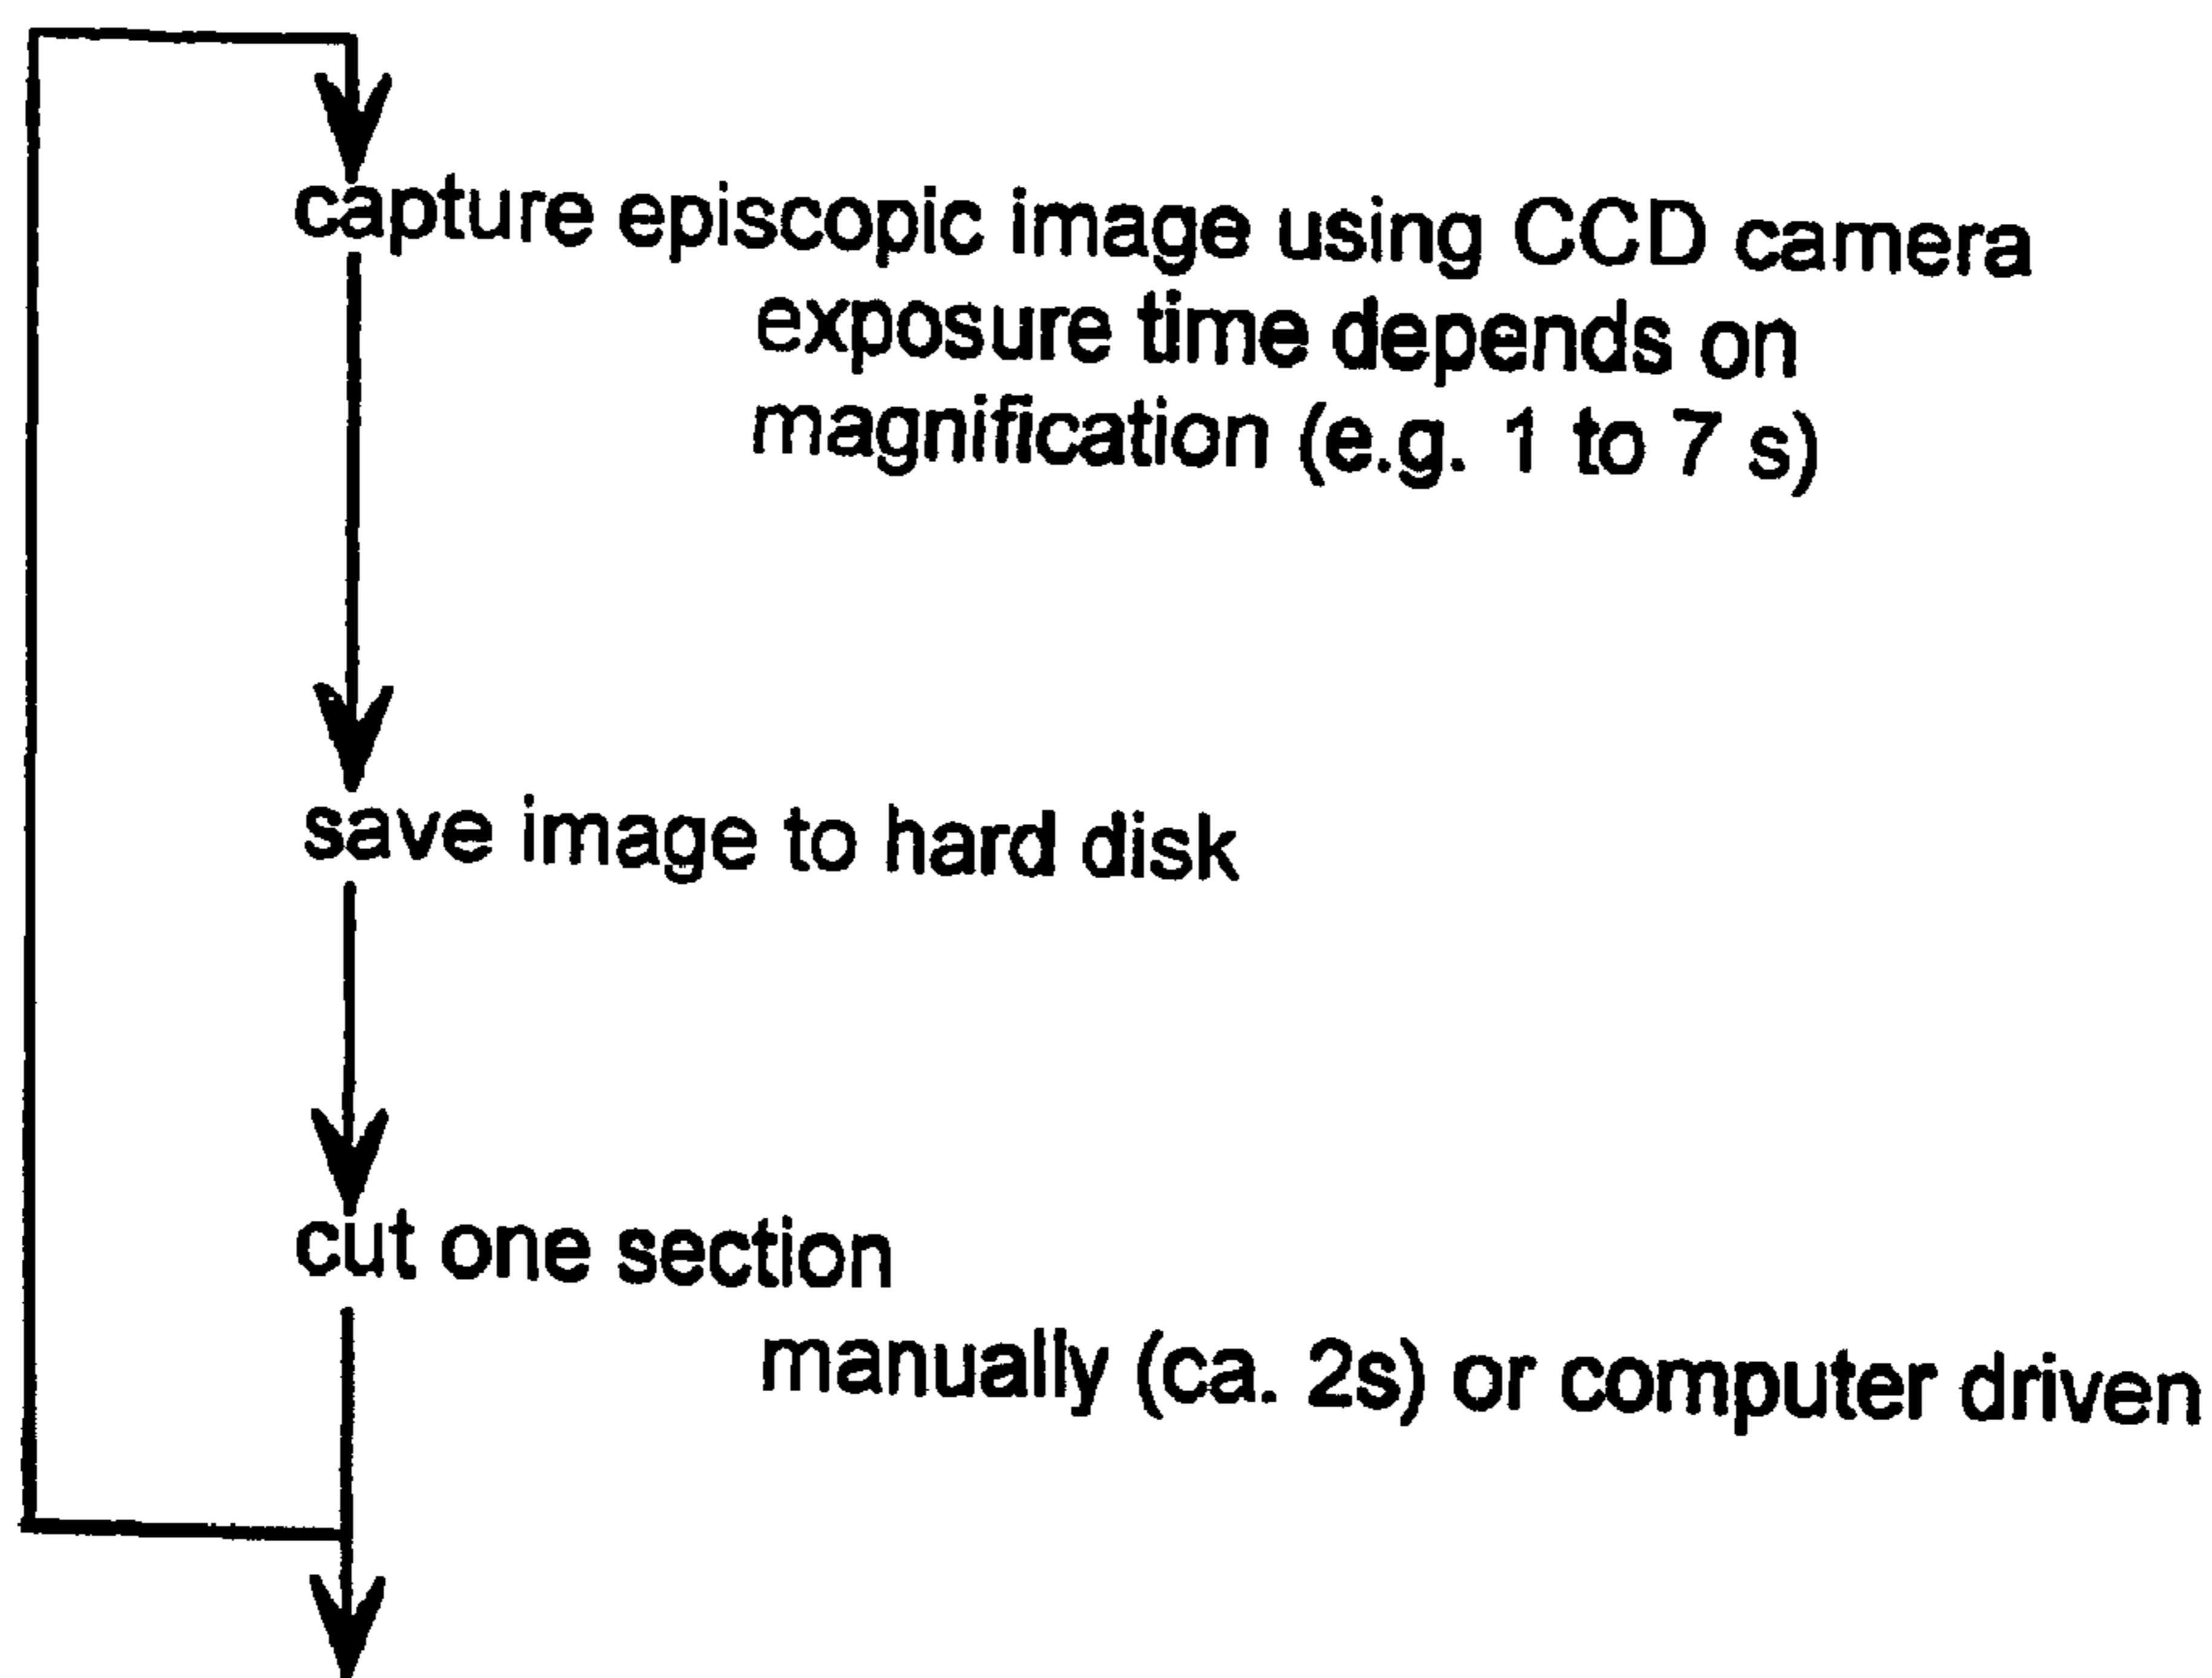 capture episcopic image using CCD camera
exposure time depends on
magnification (e.g. 1 to 7 s)
save image to hard disk
cut one section
manually (ca. 2s) or computer driven